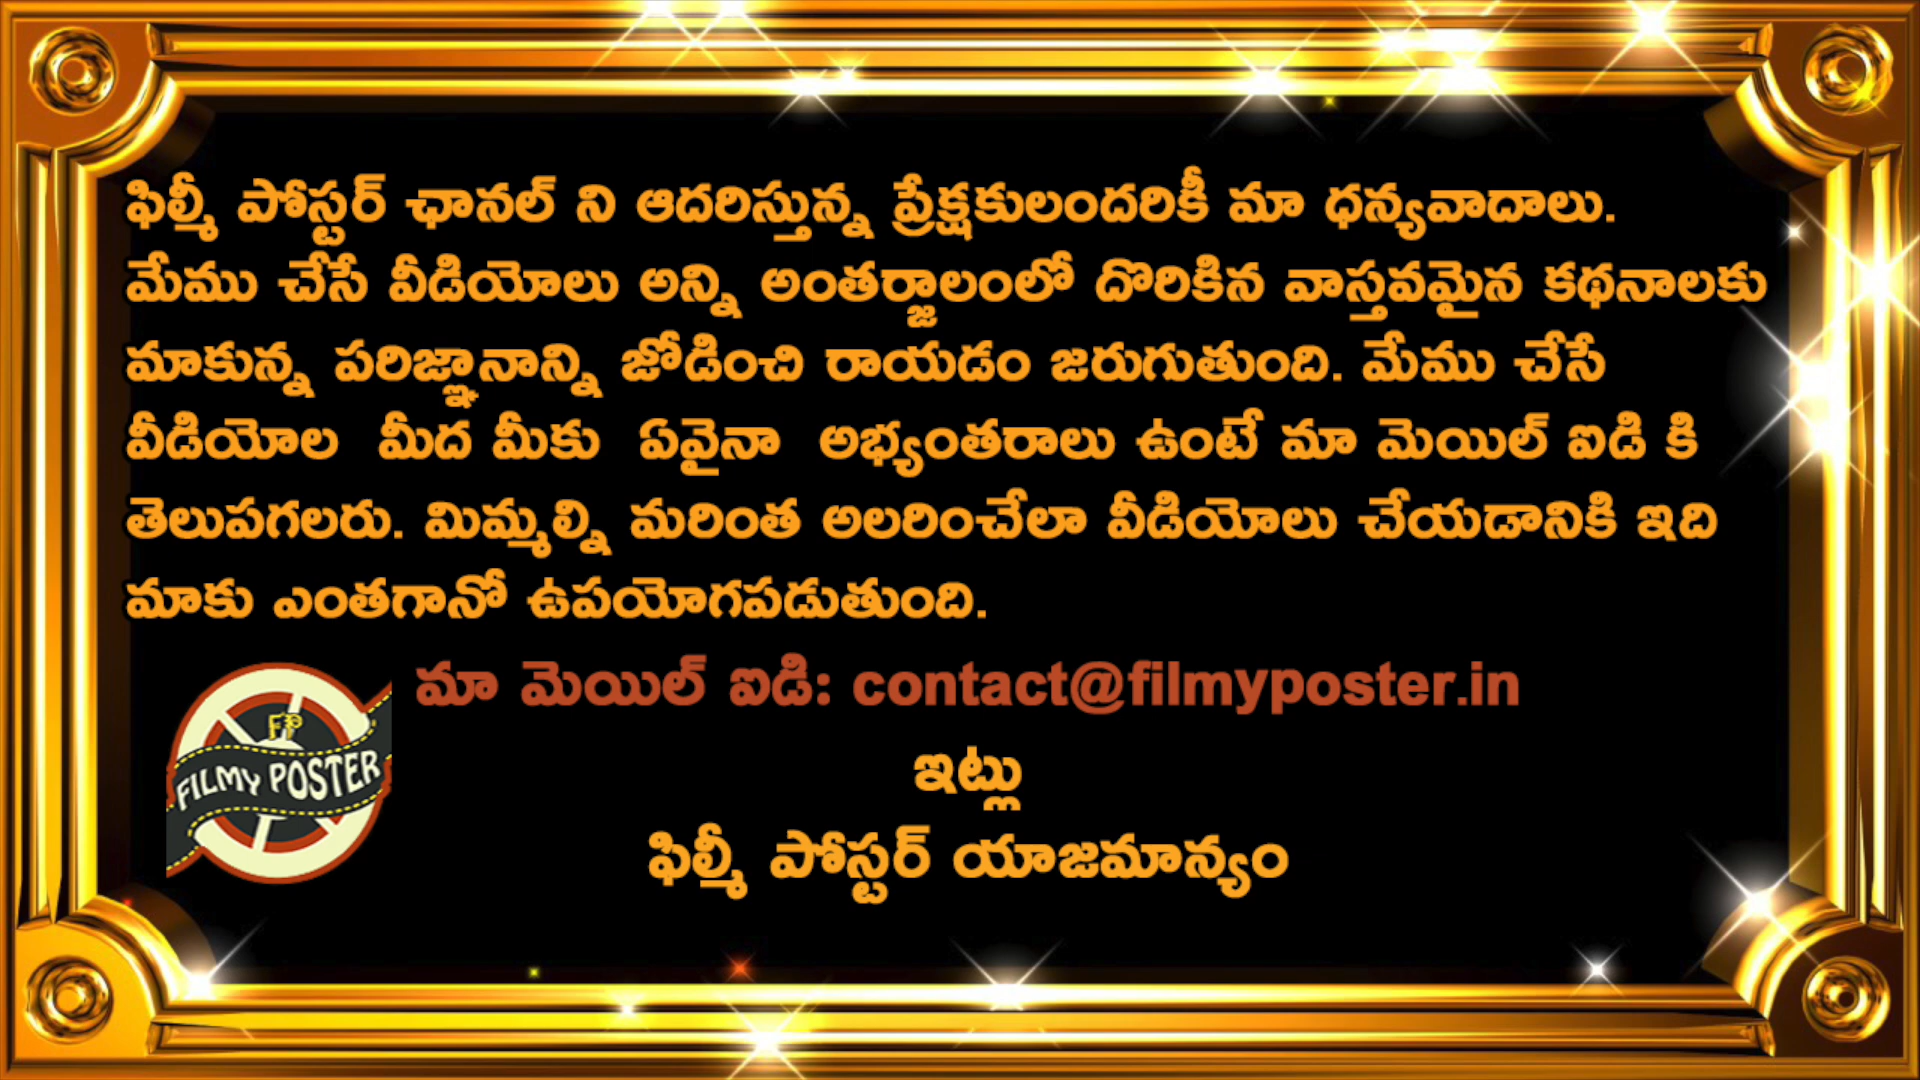 ఫిల్మీ పోస్టర్ ఛానల్ ని ఆదరిస్తున్న ప్రేక్షకులందరికీ మా ధన్యవాదాలు.
మేము చేసే వీడియోలు అన్ని అంతర్జాలంలో దొరికిన వాస్తవమైన కథనాలకు
మాకున్న పరిజ్ఞానాన్ని జోడించి రాయడం జరుగుతుంది. మేము చేసే
వీడియోల మీద మీకు ఏవైనా అభ్యంతరాలు ఉంటే మా మెయిల్ ఐడి కి
తెలుపగలరు. మిమ్మల్ని మరింత అలరించేలా వీడియోలు చేయడానికి ఇది
మాకు ఎంతగానో ఉపయోగపడుతుంది.
మా మెయిల్ ఐడి: contact@filmyposter.in
FP
FILMY POSTER
ఇట్లు
ఫిల్మీ పోస్టర్ యాజమాన్యం